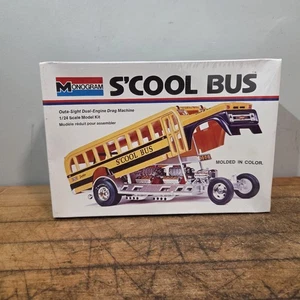 MONOGRAM
S'COOL BUS
Outa-Sight Dual-Engine Drag Machine
1/24 Scale Model Kit
Modèle réduit pour assembler
S'COOL BUS
MOLDED IN COLOR.